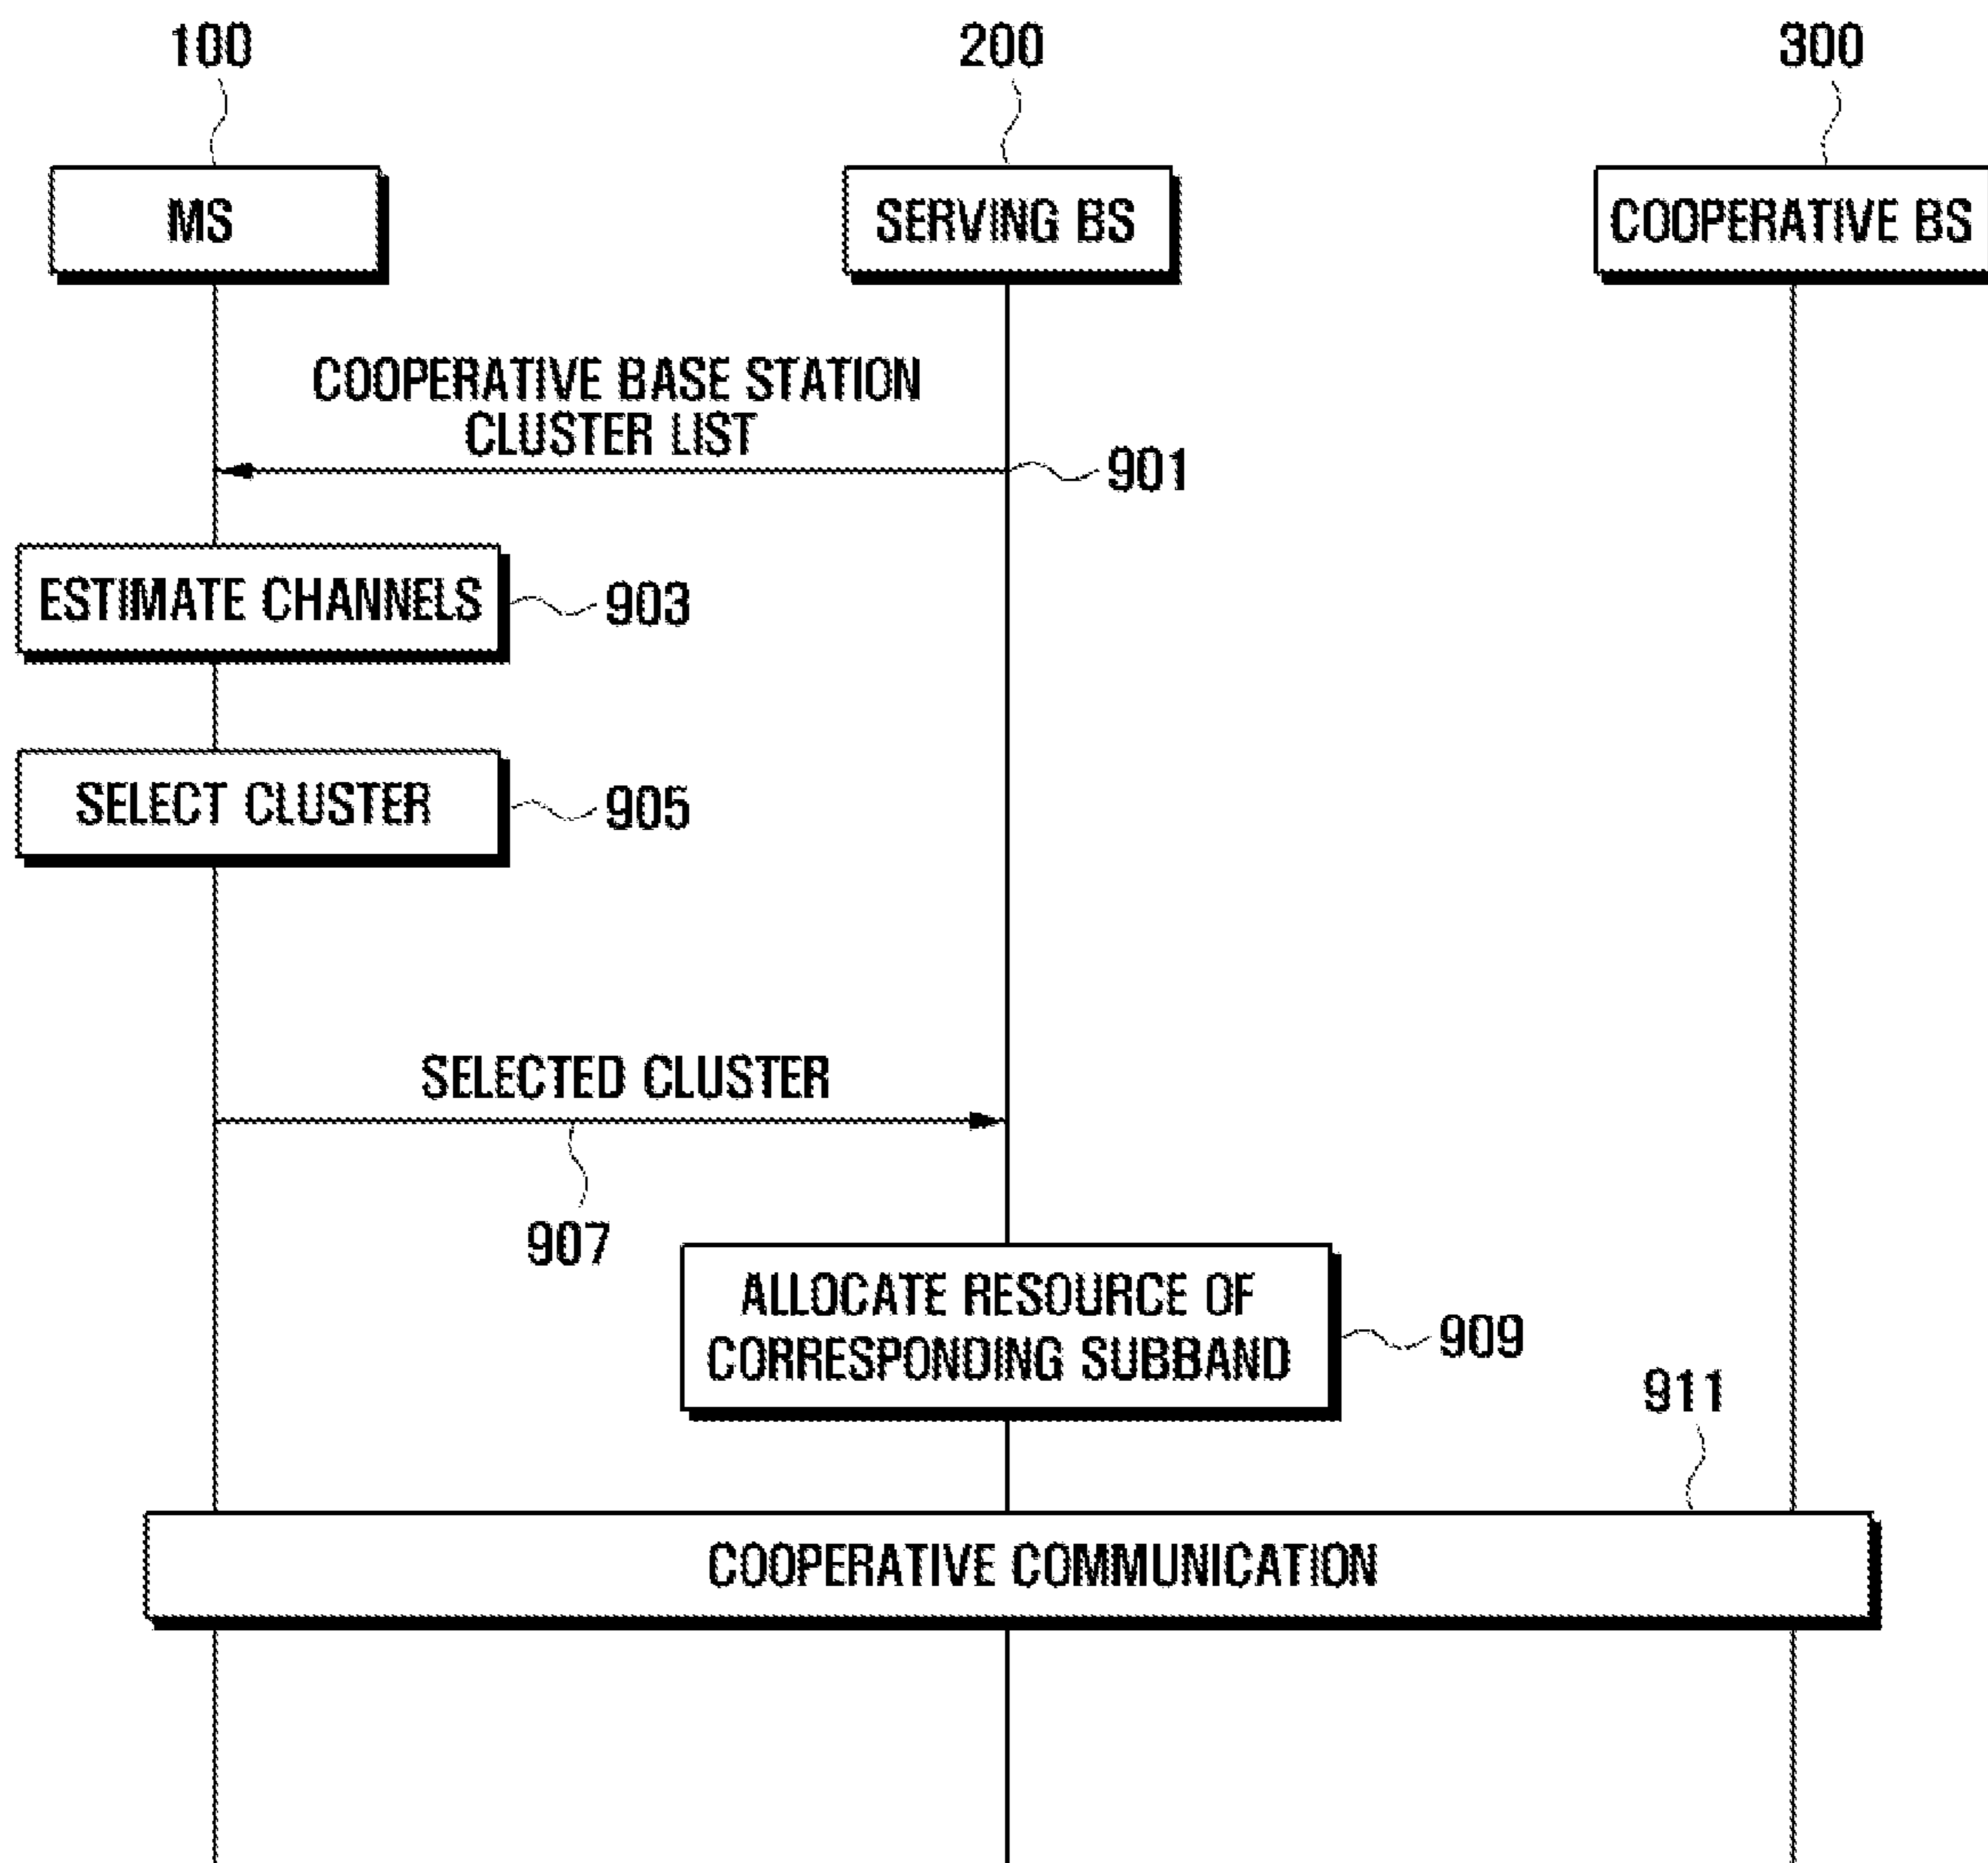 100
200
300
MS
SERVING BS
COOPERATIVE BS
COOPERATIVE BASE STATION
CLUSTER LIST
901
ESTIMATE CHANNELS
903
SELECT CLUSTER
905
SELECTED CLUSTER
907
ALLOCATE RESOURCE OF
CORRESPONDING SUBBAND
909
911
COOPERATIVE COMMUNICATION